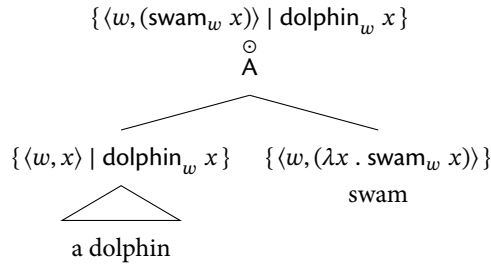 {⟨w, (swam_w x)⟩ | dolphin_w x}
⊙
A
{⟨w, x⟩ | dolphin_w x} {⟨w, (λx . swam_w x)⟩}
swam
a dolphin